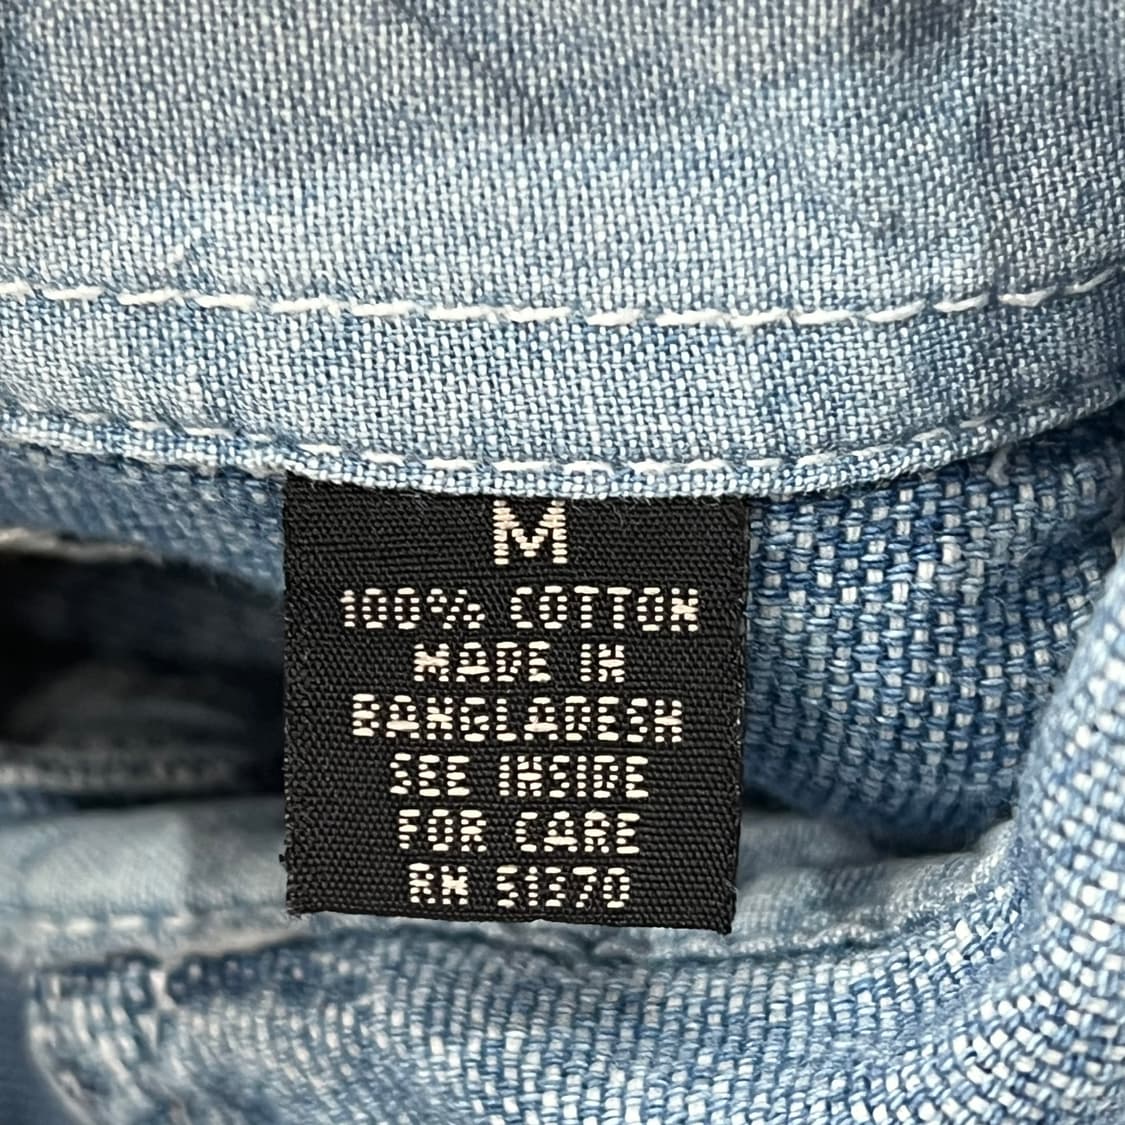 M
100% COTTON
MADE IN
BANGLADESH
SEE INSIDE
FOR CARE
RN 51370